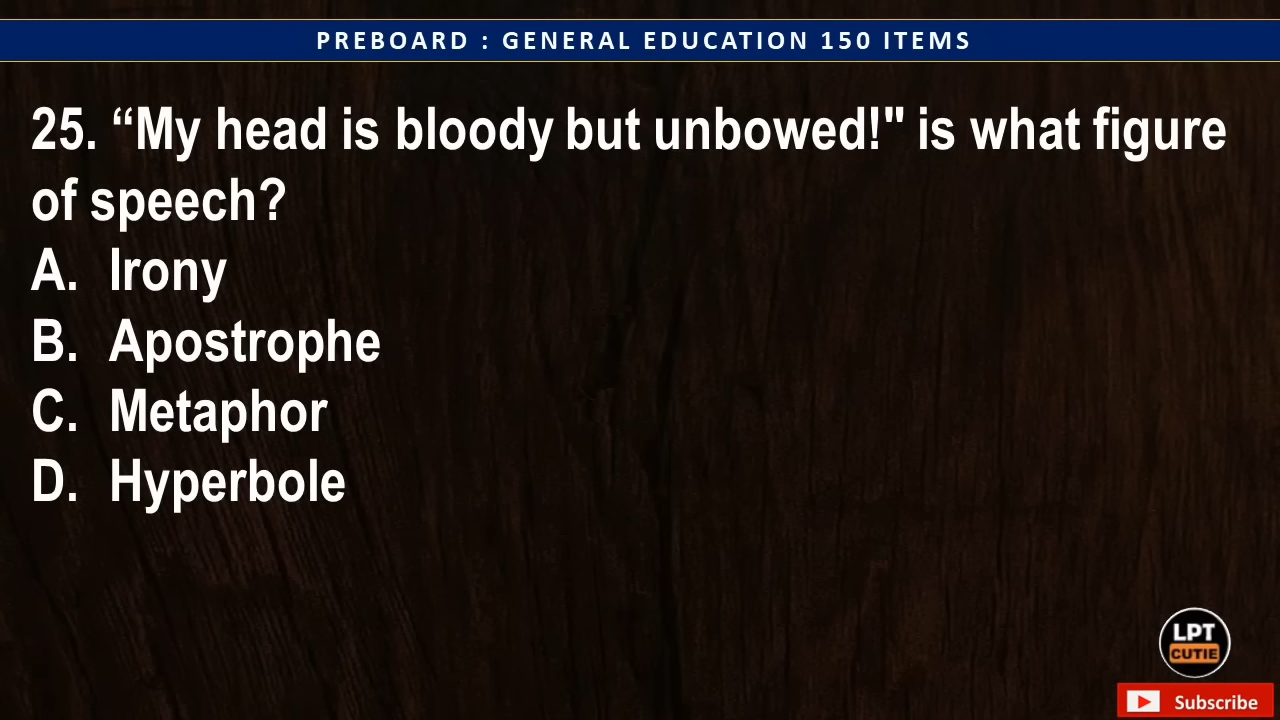 PREBOARD : GENERAL EDUCATION 150 ITEMS
25. “My head is bloody but unbowed!" is what figure
of speech?
A. Irony
B. Apostrophe
C. Metaphor
D. Hyperbole
LPT
CUTIE
Subscribe